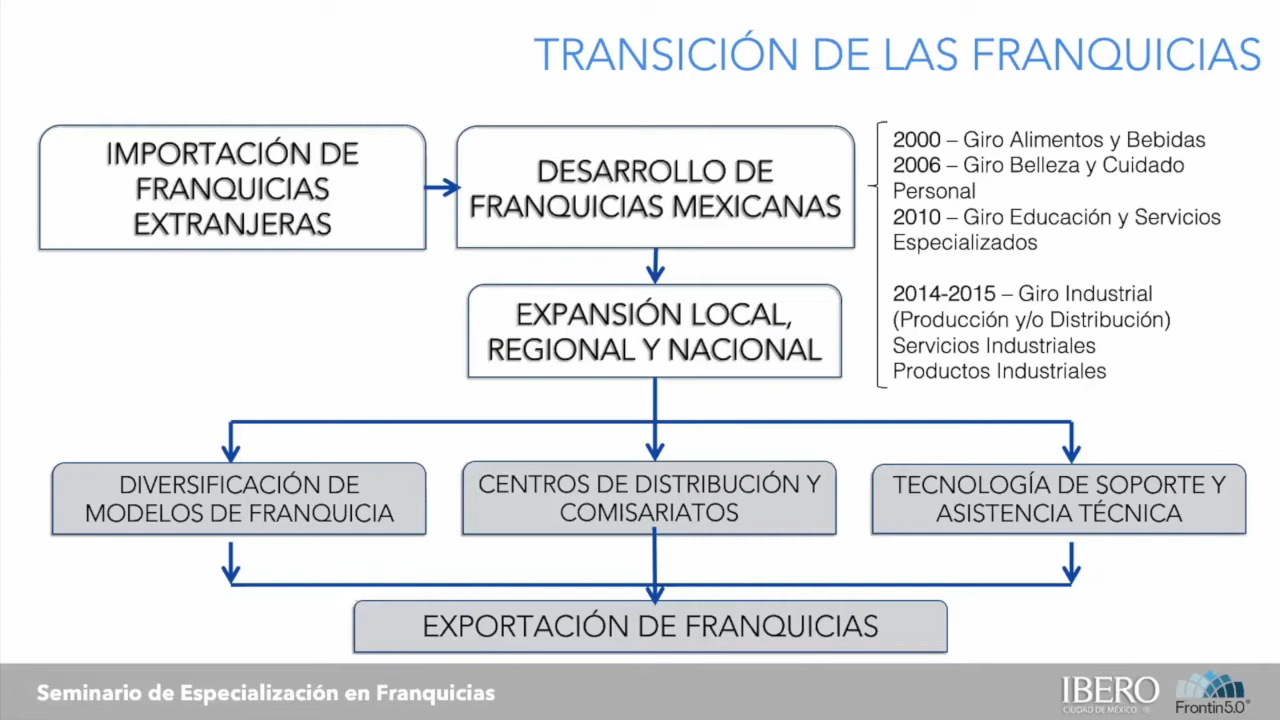 TRANSICIÓN DE LAS FRANQUICIAS
IMPORTACIÓN DE
FRANQUICIAS
EXTRANJERAS
DESARROLLO DE
FRANQUICIAS MEXICANAS
2000 – Giro Alimentos y Bebidas
2006 – Giro Belleza y Cuidado
Personal
2010 – Giro Educación y Servicios
Especializados
2014-2015 – Giro Industrial
(Producción y/o Distribución)
Servicios Industriales
Productos Industriales
EXPANSIÓN LOCAL,
REGIONAL Y NACIONAL
DIVERSIFICACIÓN DE
MODELOS DE FRANQUICIA
CENTROS DE DISTRIBUCIÓN Y
COMISARIATOS
TECNOLOGÍA DE SOPORTE Y
ASISTENCIA TÉCNICA
EXPORTACIÓN DE FRANQUICIAS
Seminario de Especialización en Franquicias
IBERO
CIUDAD DE MÉXICO ®
Frontin5.0®